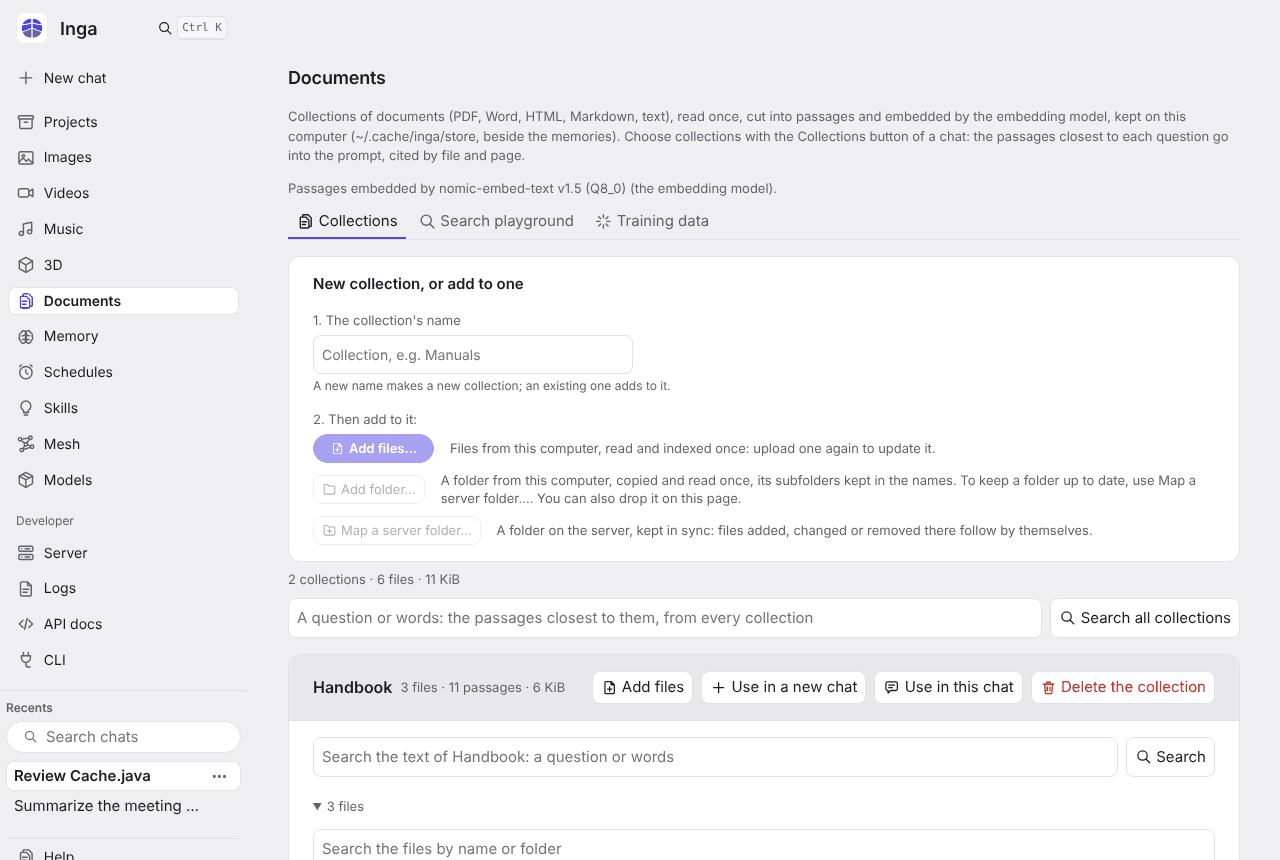 Inga
Ctrl K
New chat
Projects
Images
Videos
Music
3D
Documents
Memory
Schedules
Skills
Mesh
Models
Developer
Server
Logs
API docs
CLI
Recents
Search chats
Review Cache.java
Summarize the meeting ...
Help
Documents
Collections of documents (PDF, Word, HTML, Markdown, text), read once, cut into passages and embedded by the embedding model, kept on this
computer (~/.cache/inga/store, beside the memories). Choose collections with the Collections button of a chat: the passages closest to each question go
into the prompt, cited by file and page.
Passages embedded by nomic-embed-text v1.5 (Q8_0) (the embedding model).
Collections
Search playground
Training data
New collection, or add to one
1. The collection's name
Collection, e.g. Manuals
A new name makes a new collection; an existing one adds to it.
2. Then add to it:
Add files...
Files from this computer, read and indexed once: upload one again to update it.
Add folder...
A folder from this computer, copied and read once, its subfolders kept in the names. To keep a folder up to date, use Map a
server folder.... You can also drop it on this page.
Map a server folder...
A folder on the server, kept in sync: files added, changed or removed there follow by themselves.
2 collections · 6 files · 11 KiB
A question or words: the passages closest to them, from every collection
Search all collections
Handbook
3 files · 11 passages · 6 KiB
Add files
Use in a new chat
Use in this chat
Delete the collection
Search the text of Handbook: a question or words
Search
3 files
Search the files by name or folder